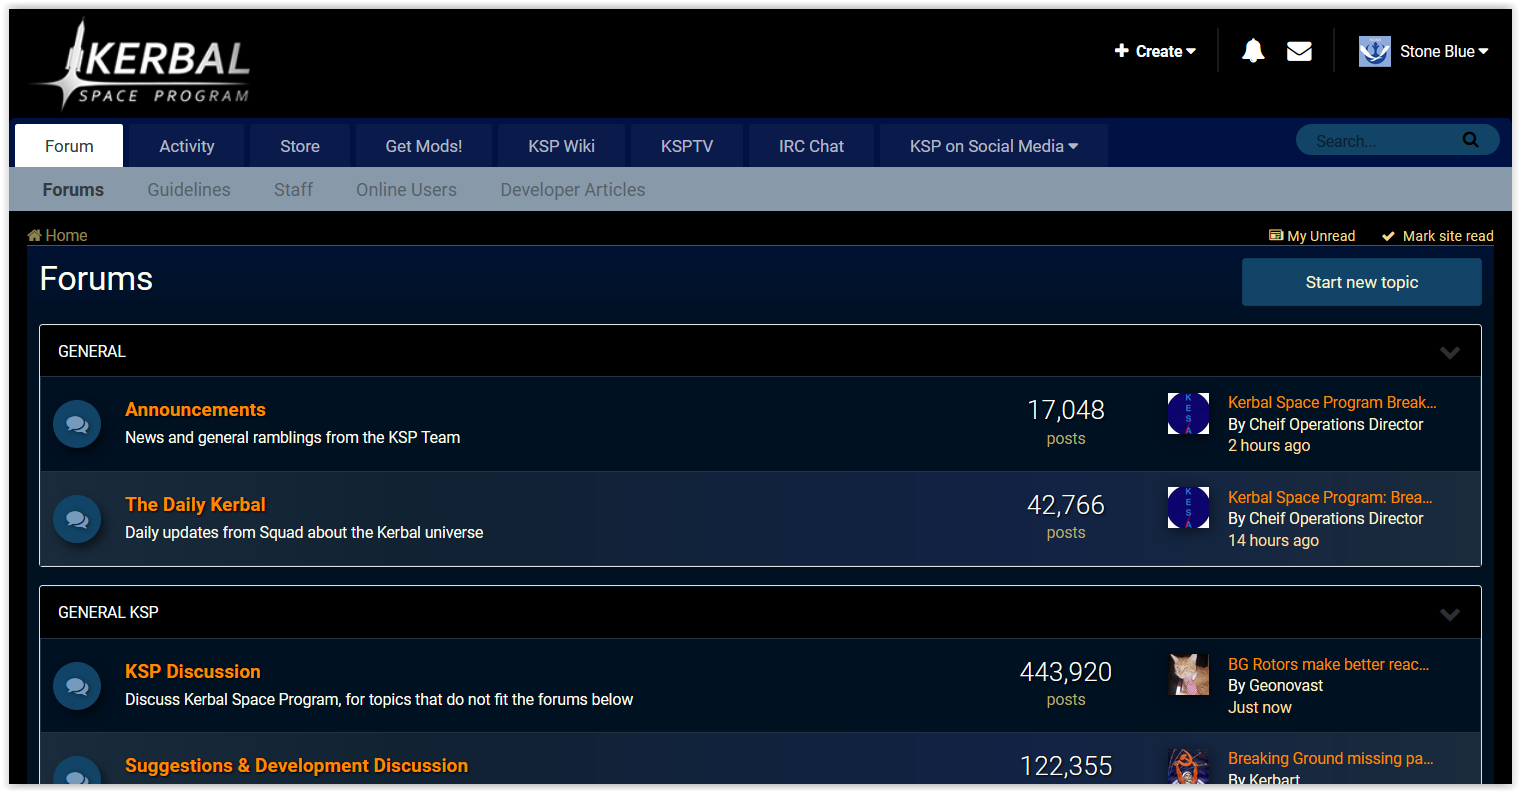 KERBAL
SPACE PROGRAM
Create
Stone Blue
Forum
Activity
Store
Get Mods!
KSP Wiki
KSPTV
IRC Chat
KSP on Social Media
Search...
Forums
Guidelines
Staff
Online Users
Developer Articles
Home
My Unread
Mark site read
Forums
Start new topic
GENERAL
Announcements
News and general ramblings from the KSP Team
17,048
posts
KESA
Kerbal Space Program Break...
By Cheif Operations Director
2 hours ago
The Daily Kerbal
Daily updates from Squad about the Kerbal universe
42,766
posts
KESA
Kerbal Space Program: Brea...
By Cheif Operations Director
14 hours ago
GENERAL KSP
KSP Discussion
Discuss Kerbal Space Program, for topics that do not fit the forums below
443,920
posts
BG Rotors make better reac...
By Geonovast
Just now
Suggestions & Development Discussion
122,355
Breaking Ground missing pa...
By Kerbart